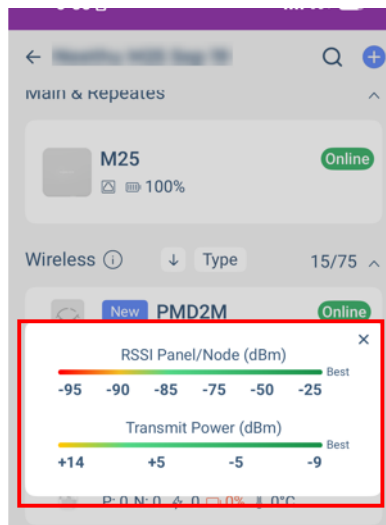 Main & Repeates
M25
Online
100%
Wireless
Type
15/75
New
PMD2M
Online
RSSI Panel/Node (dBm)
Best
-95 -90 -85 -75 -50 -25
Transmit Power (dBm)
Best
+14 +5 -5 -9
P: 0 N: 0 0 0% 0°C